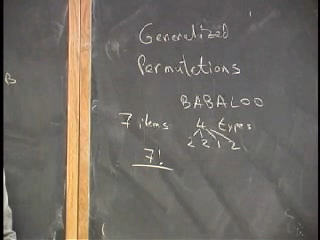 Generalized
Permutations
BABALOO
7 items 4 types
2 2 1 2
7!
B